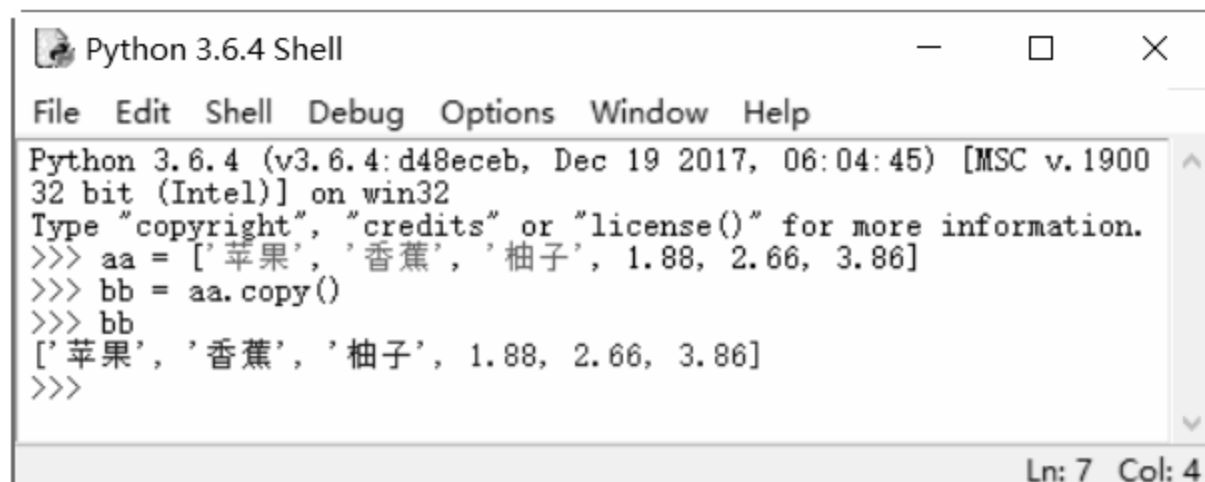 Python 3.6.4 Shell
File Edit Shell Debug Options Window Help
Python 3.6.4 (v3.6.4:d48eceb, Dec 19 2017, 06:04:45) [MSC v.1900
32 bit (Intel)] on win32
Type "copyright", "credits" or "license()" for more information.
>>> aa = ['苹果', '香蕉', '柚子', 1.88, 2.66, 3.86]
>>> bb = aa.copy()
>>> bb
['苹果', '香蕉', '柚子', 1.88, 2.66, 3.86]
>>>
Ln: 7 Col: 4